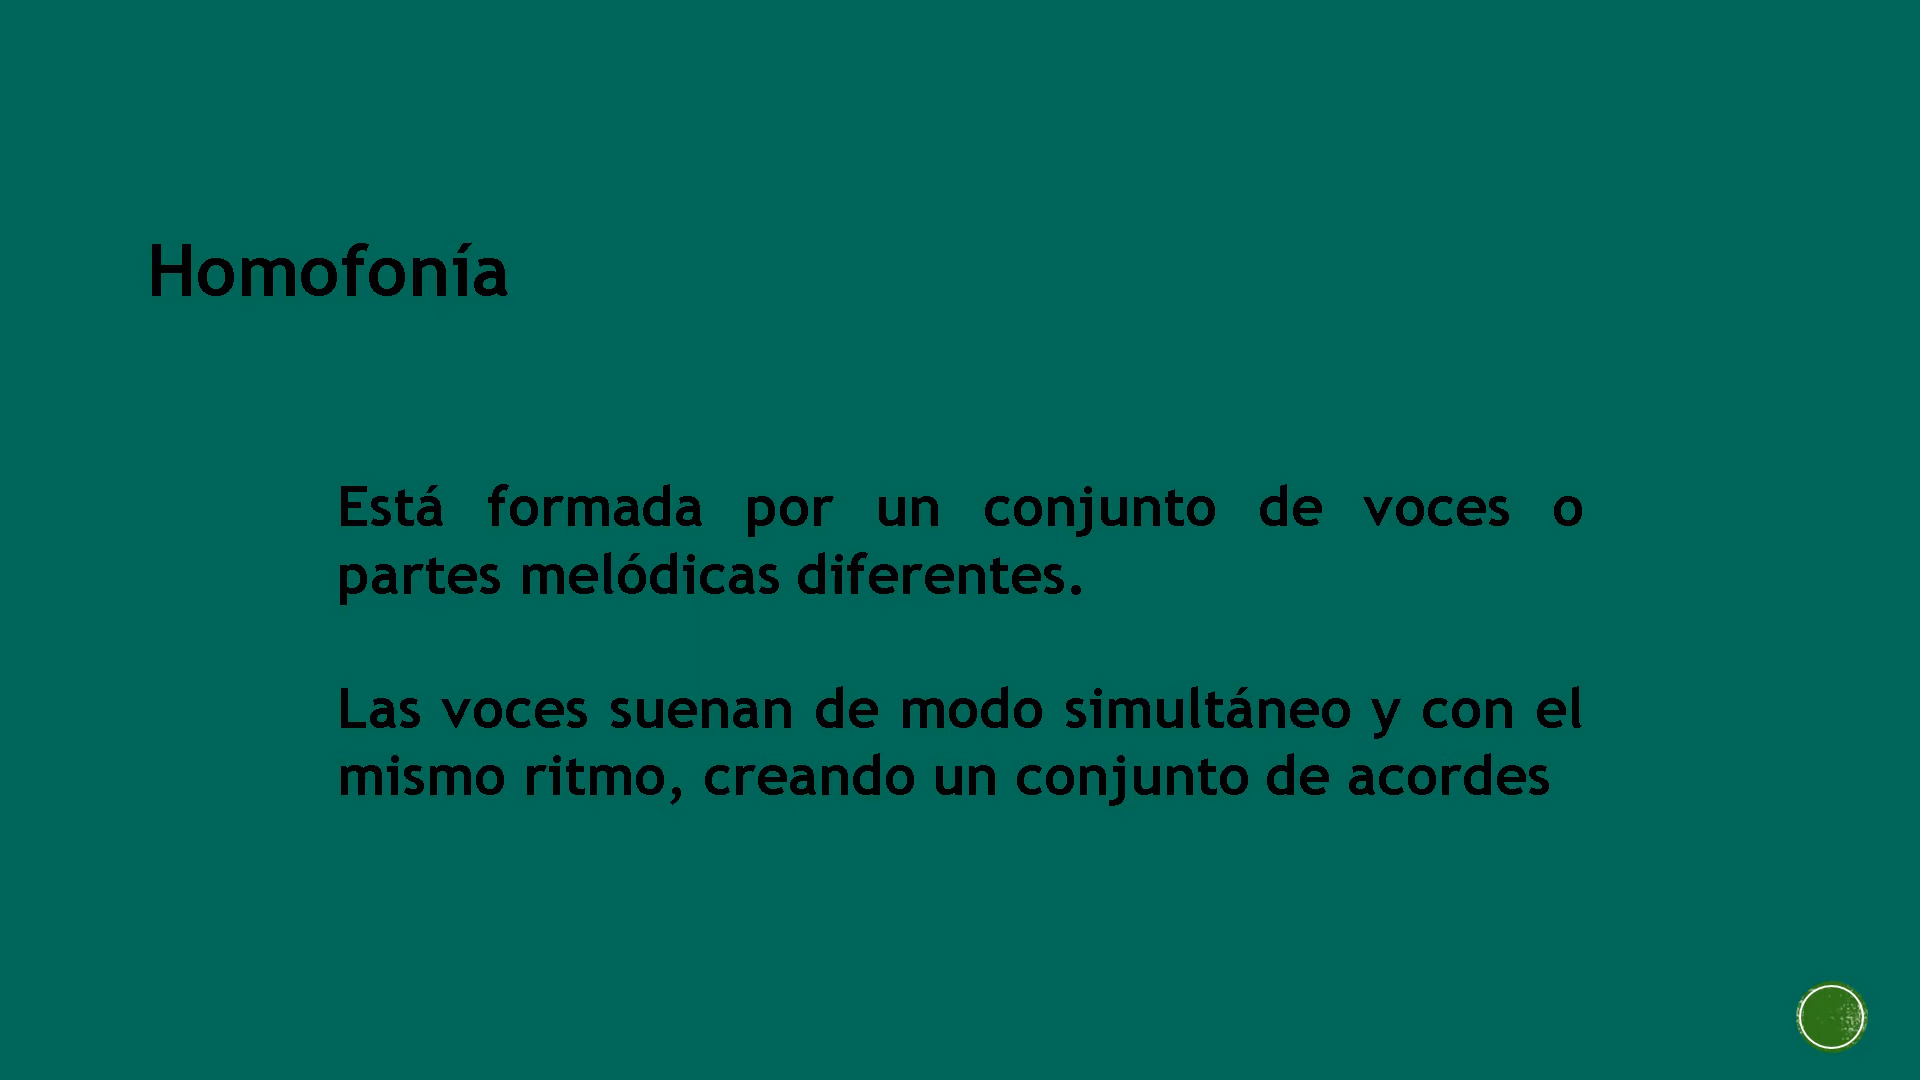 Homofonía
Está formada por un conjunto de voces o
partes melódicas diferentes.
Las voces suenan de modo simultáneo y con el
mismo ritmo, creando un conjunto de acordes